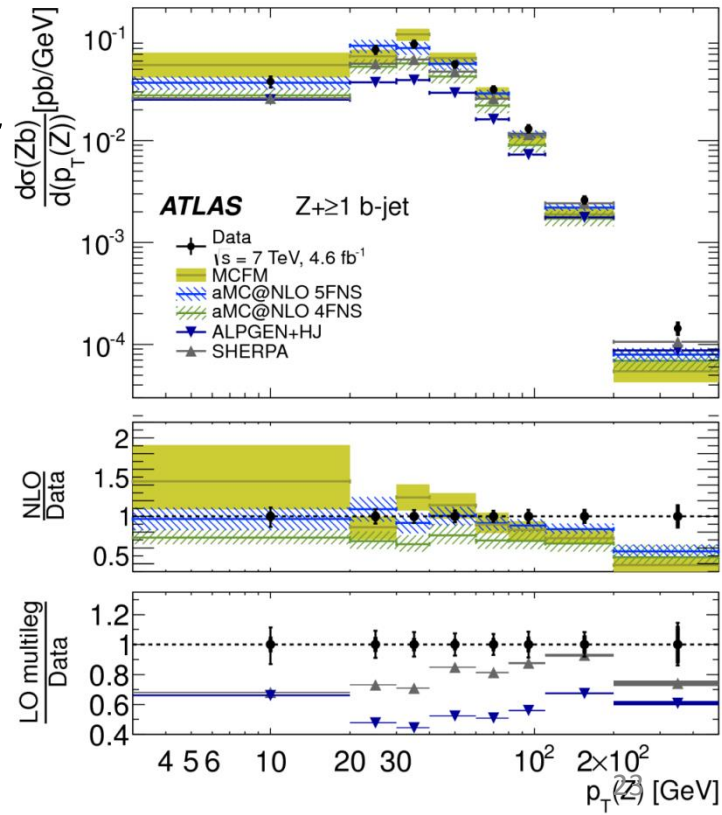 dσ(Zb)
d(p_T(Z)) [pb/GeV]
10⁻¹
10⁻²
10⁻³
10⁻⁴
ATLAS Z+≥1 b-jet
Data
√s = 7 TeV, 4.6 fb⁻¹
MCFM
aMC@NLO 5FNS
aMC@NLO 4FNS
ALPGEN+HJ
SHERPA
NLO
Data
2
1.5
1
0.5
LO multileg
Data
1.2
1
0.8
0.6
0.4
4 5 6 10 20 30 10² 2×10²
p_T(Z) [GeV]
23